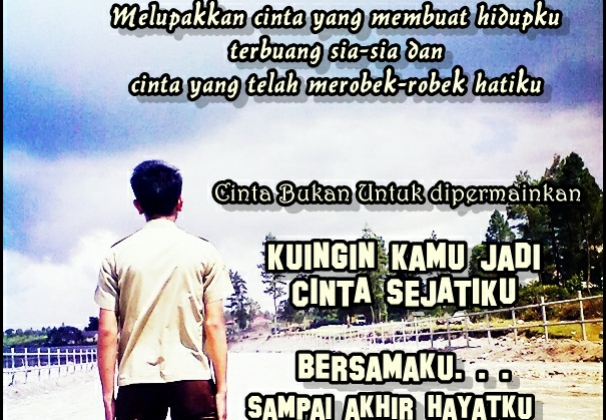 Melupakkan cinta yang membuat hidupku
terbuang sia-sia dan
cinta yang telah merobek-robek hatiku
Cinta Bukan Untuk dipermainkan
KUINGIN KAMU JADI
CINTA SEJATIKU
BERSAMAKU. . .
SAMPAI AKHIR HAYATKU